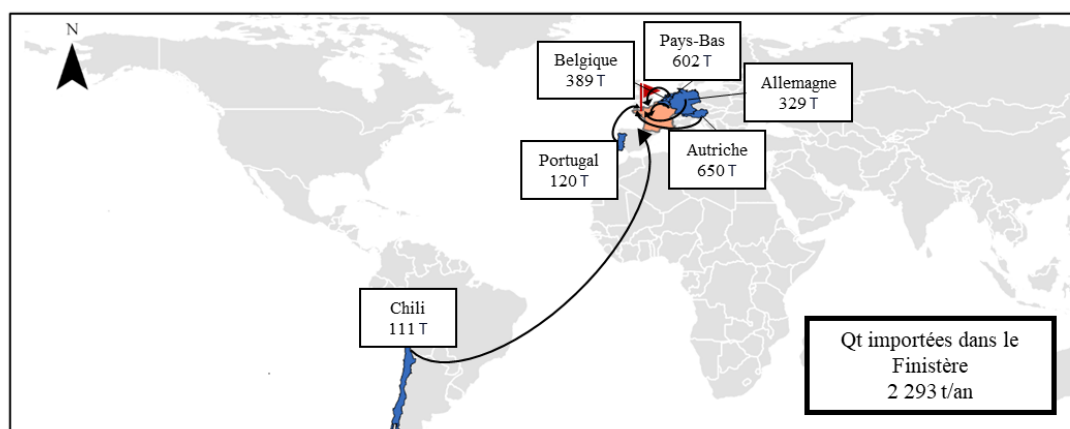 N
Pays-Bas
602 T
Belgique
389 T
Allemagne
329 T
Portugal
120 T
Autriche
650 T
Chili
111 T
Qt importées dans le
Finistère
2 293 t/an